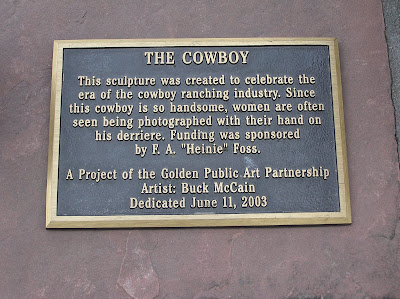 THE COWBOY
This sculpture was created to celebrate the
era of the cowboy ranching industry. Since
this cowboy is so handsome, women are often
seen being photographed with their hand on
his derriere. Funding was sponsored
by F. A. "Heinie" Foss.
A Project of the Golden Public Art Partnership
Artist: Buck McCain
Dedicated June 11, 2003